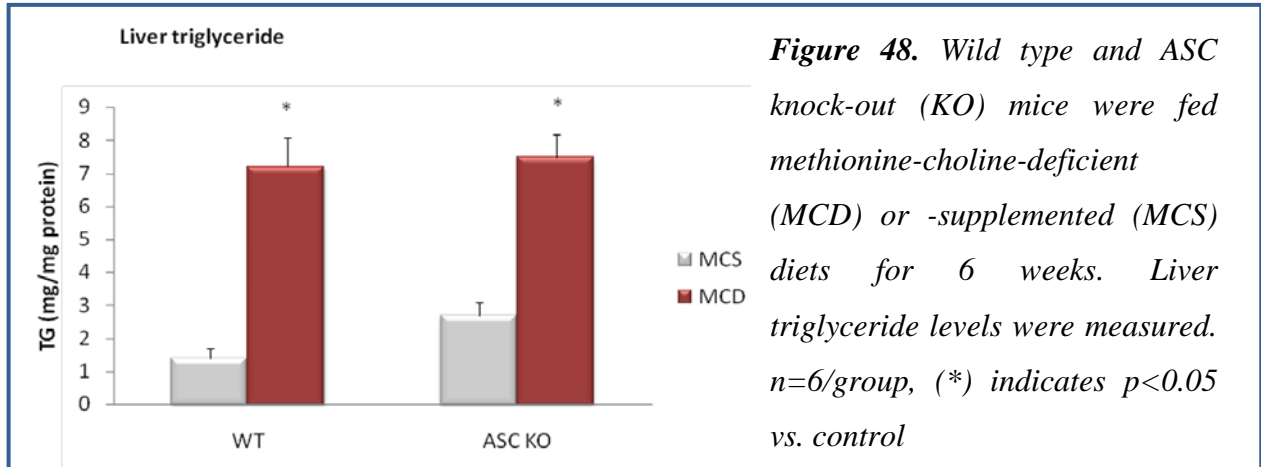 Liver triglyceride
TG (mg/mg protein)
9
8
7
6
5
4
3
2
1
0
*
*
WT
ASC KO
MCS
MCD
Figure 48. Wild type and ASC
knock-out (KO) mice were fed
methionine-choline-deficient
(MCD) or -supplemented (MCS)
diets for 6 weeks. Liver
triglyceride levels were measured.
n=6/group, (*) indicates p<0.05
vs. control